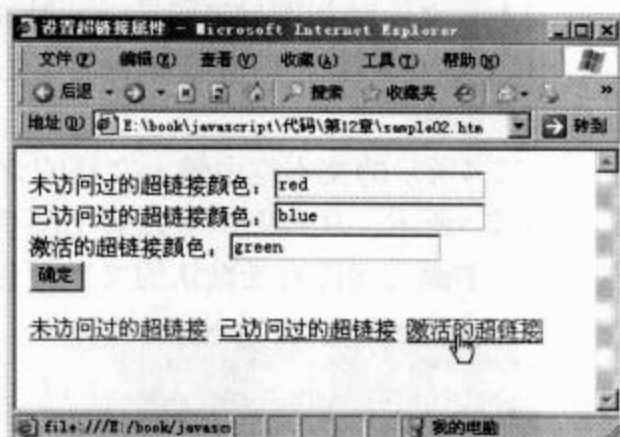 设置超链接属性 - Microsoft Internet Explorer
文件(F) 编辑(E) 查看(V) 收藏(A) 工具(T) 帮助(H)
后退 搜索 收藏夹 »
地址(D) E:\book\javascript\代码\第12章\sample02.htm 转到
未访问过的超链接颜色：red
已访问过的超链接颜色：blue
激活的超链接颜色：green
确定
未访问过的超链接 已访问过的超链接 激活的超链接
file:///E:/book/javasc 我的电脑